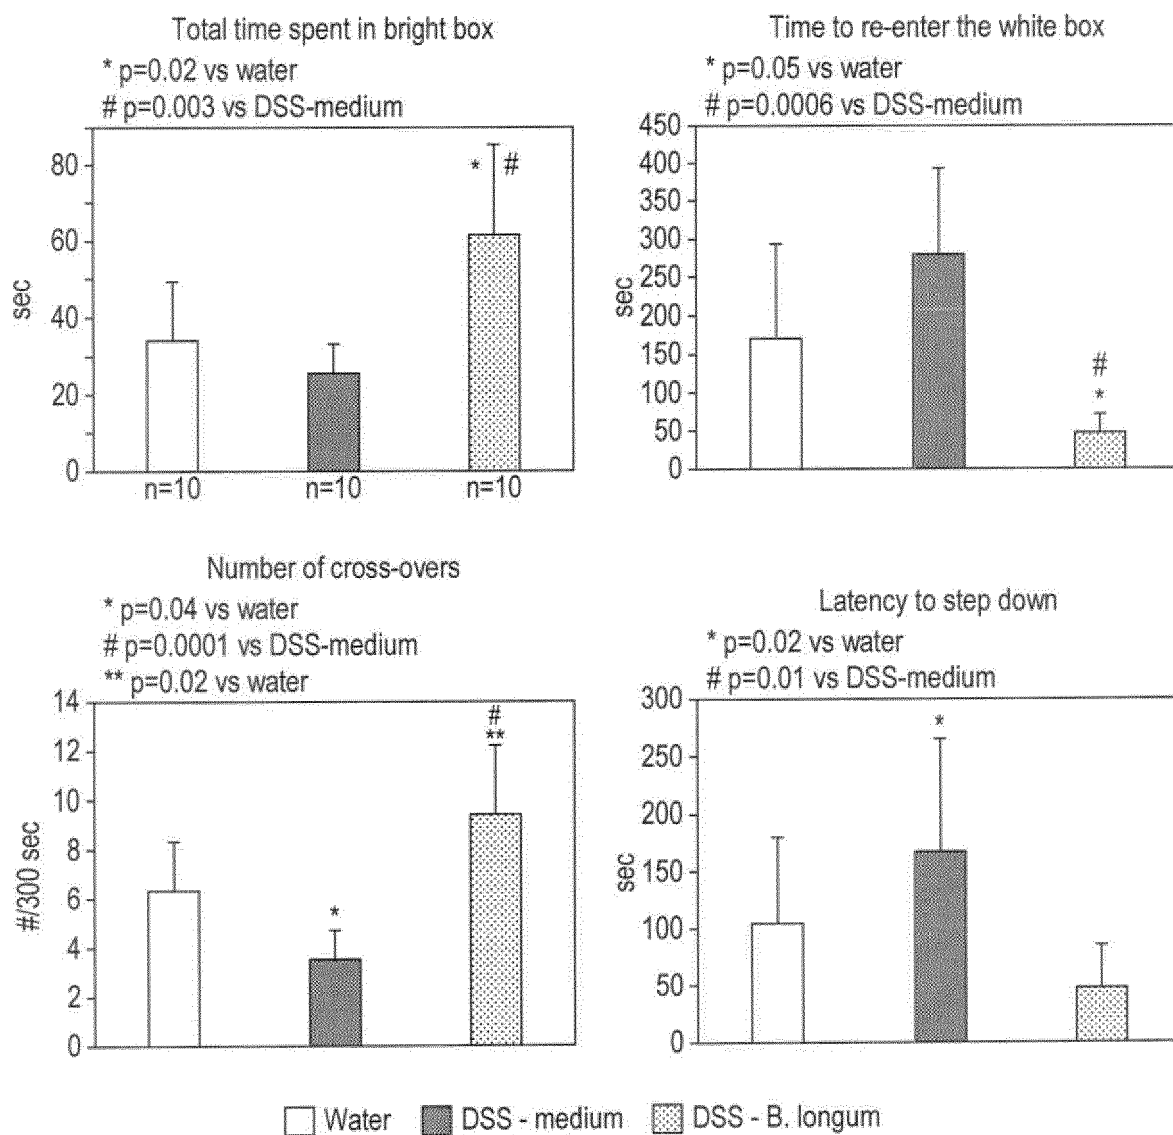 Total time spent in bright box
* p=0.02 vs water
# p=0.003 vs DSS-medium
80
60
40
20
0
sec
* #
n=10 n=10 n=10
Time to re-enter the white box
* p=0.05 vs water
# p=0.0006 vs DSS-medium
450
400
350
300
250
200
150
100
50
0
sec
#
*
Number of cross-overs
* p=0.04 vs water
# p=0.0001 vs DSS-medium
** p=0.02 vs water
14
12
10
8
6
4
2
0
#/300 sec
*
#
**
Latency to step down
* p=0.02 vs water
# p=0.01 vs DSS-medium
300
250
200
150
100
50
0
sec
*
Water DSS - medium DSS - B. longum